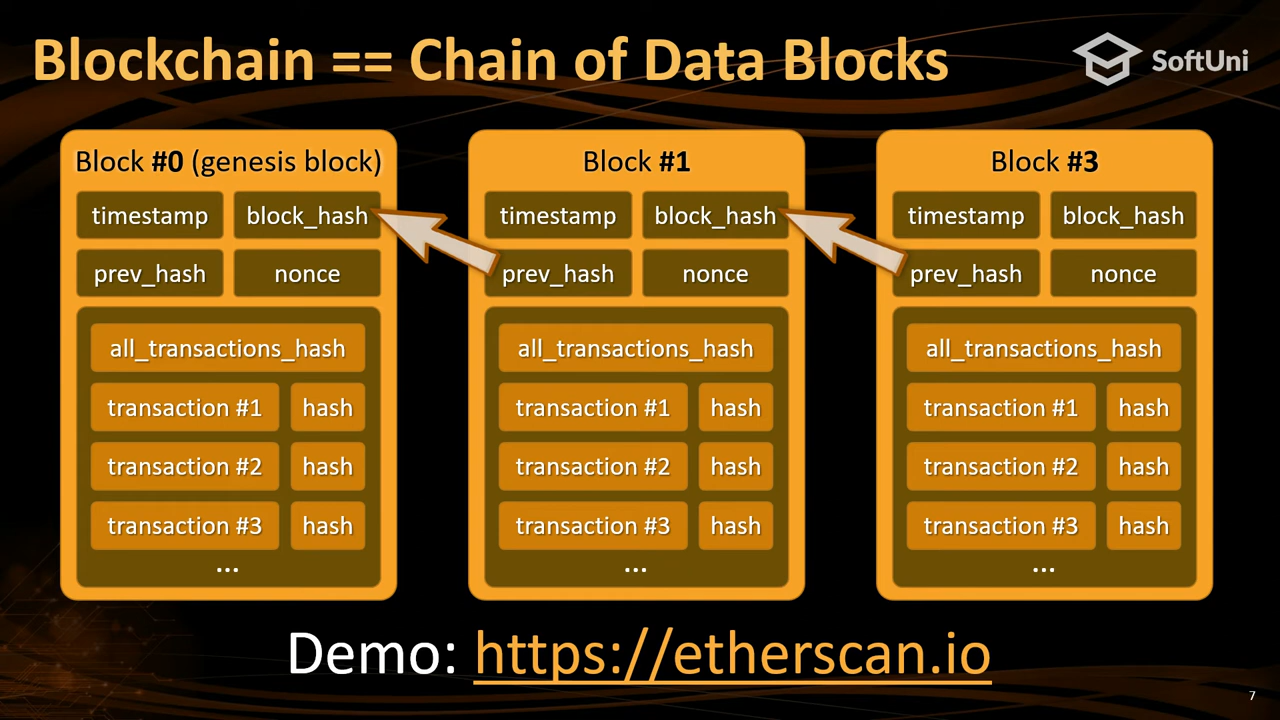 Blockchain == Chain of Data Blocks
SoftUni
Block #0 (genesis block)
timestamp
block_hash
prev_hash
nonce
all_transactions_hash
transaction #1
hash
transaction #2
hash
transaction #3
hash
...
Block #1
timestamp
block_hash
prev_hash
nonce
all_transactions_hash
transaction #1
hash
transaction #2
hash
transaction #3
hash
...
Block #3
timestamp
block_hash
prev_hash
nonce
all_transactions_hash
transaction #1
hash
transaction #2
hash
transaction #3
hash
...
Demo: https://etherscan.io
7